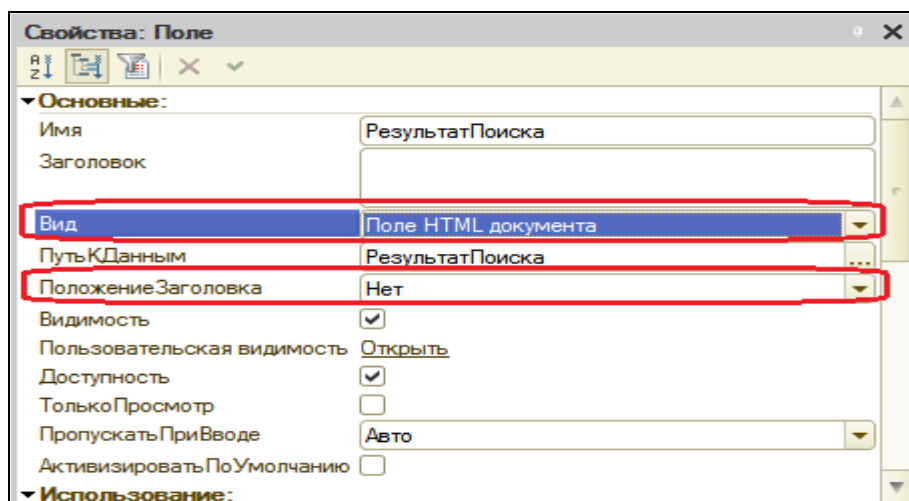 Свойства: Поле
Основные:
Имя РезультатПоиска
Заголовок
Вид Поле HTML документа
ПутьКДанным РезультатПоиска ...
ПоложениеЗаголовка Нет
Видимость
Пользовательская видимость Открыть
Доступность
ТолькоПросмотр
ПропускатьПриВводе Авто
АктивизироватьПоУмолчанию
Использование: